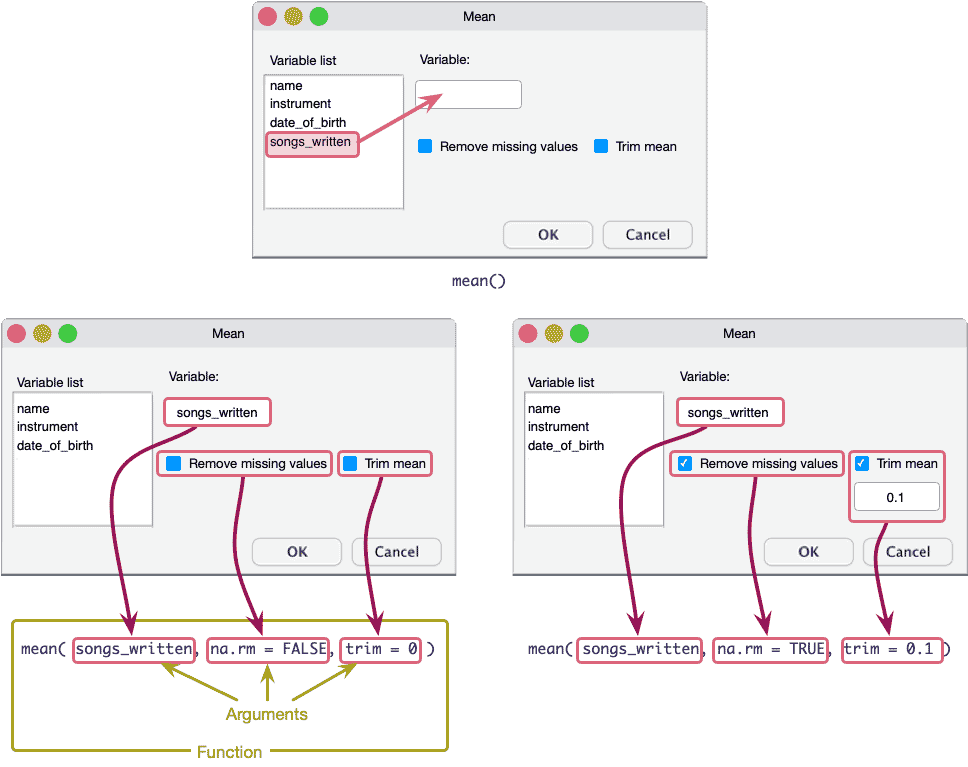 Mean
Variable list
Variable:
name
instrument
date_of_birth
songs_written
Remove missing values
Trim mean
OK
Cancel
mean()
Mean
Variable list
Variable:
name
instrument
date_of_birth
songs_written
Remove missing values
Trim mean
OK
Cancel
mean( songs_written, na.rm = FALSE, trim = 0 )
Arguments
Function
Mean
Variable list
Variable:
name
instrument
date_of_birth
songs_written
Remove missing values
Trim mean
0.1
OK
Cancel
mean( songs_written, na.rm = TRUE, trim = 0.1 )